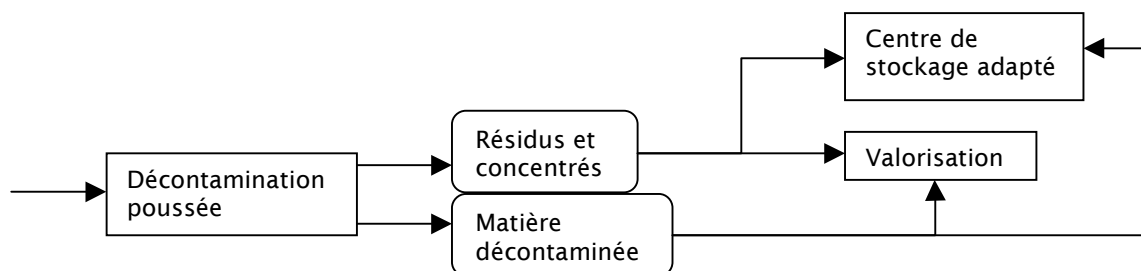 Centre de
stockage adapté
Résidus et
concentrés
Valorisation
Décontamination
poussée
Matière
décontaminée